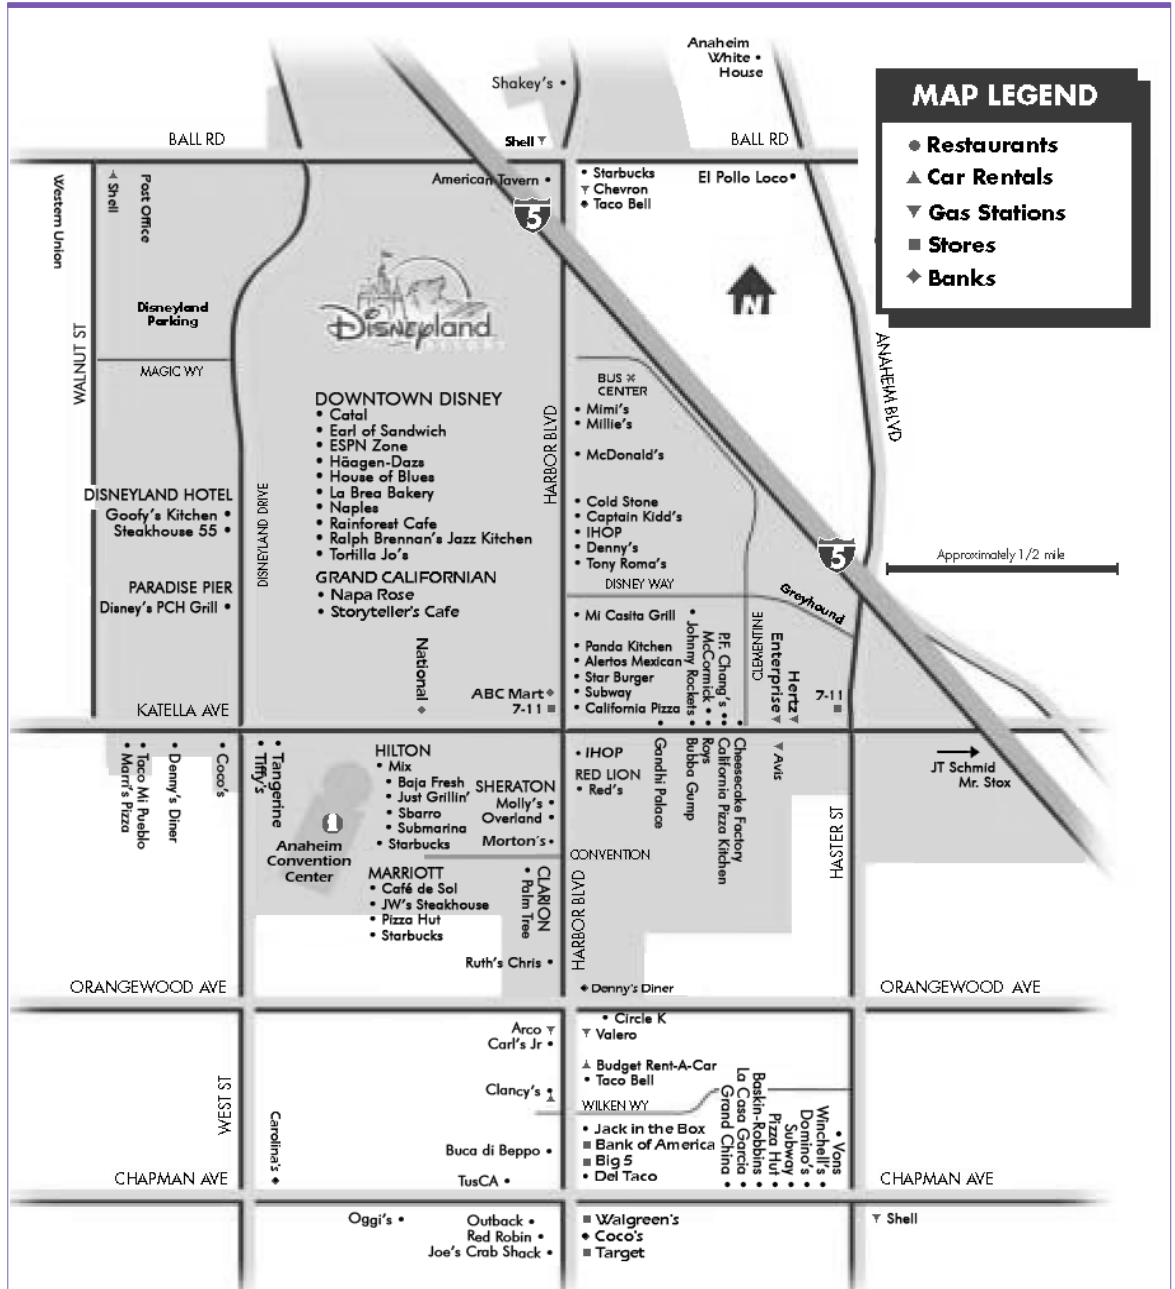 Anaheim
White •
House
Shakey's •
MAP LEGEND
● Restaurants
▲ Car Rentals
▼ Gas Stations
■ Stores
◆ Banks
BALL RD
Shell
BALL RD
Western Union
Shell
Post Office
American Tavern •
• Starbucks
Chevron
Taco Bell
El Pollo Loco •
5
N
Disneyland
Parking
Disneyland
RESORT
WALNUT ST
MAGIC WY
ANAHEIM BLVD
BUS
CENTER
DOWNTOWN DISNEY
• Catal
• Earl of Sandwich
• ESPN Zone
• Häagen-Dazs
• House of Blues
• La Brea Bakery
• Naples
• Rainforest Cafe
• Ralph Brennan's Jazz Kitchen
• Tortilla Jo's
GRAND CALIFORNIAN
• Napa Rose
• Storyteller's Cafe
HARBOR BLVD
• Mimi's
• Millie's
• McDonald's
• Cold Stone
• Captain Kidd's
• IHOP
• Denny's
• Tony Roma's
DISNEYLAND HOTEL
Goofy's Kitchen •
Steakhouse 55 •
DISNEYLAND DRIVE
PARADISE PIER
Disney's PCH Grill •
5
Approximately 1/2 mile
DISNEY WAY
Greyhound
• Mi Casita Grill
• Panda Kitchen
• Alertos Mexican
• Star Burger
• Subway
• California Pizza
Johnny Rockets •
McCormick •
P.F. Chang's •
CLEMENTINE
Enterprise
Hertz
7-11
National
ABC Mart
7-11
KATELLA AVE
• Marri's Pizza
• Taco Mi Pueblo
• Denny's Diner
• Coco's
• Tiffy's
• Tangerine
Anaheim
Convention
Center
HILTON
• Mix
• Baja Fresh
• Just Grillin'
• Sbarro
• Submarina
• Starbucks
SHERATON
Molly's •
Overland •
Morton's •
• IHOP
RED LION
• Red's
Gandhi Palace
Bubba Gump
Roys
California Pizza Kitchen
Cheesecake Factory
Avis
JT Schmid
Mr. Stox
HASTER ST
CONVENTION
MARRIOTT
• Café de Sol
• JW's Steakhouse
• Pizza Hut
• Starbucks
CLARION
• Palm Tree
HARBOR BLVD
Ruth's Chris •
Denny's Diner
ORANGEWOOD AVE
ORANGEWOOD AVE
Arco
Carl's Jr •
• Circle K
Valero
Clancy's •
Budget Rent-A-Car
• Taco Bell
WILKEN WY
WEST ST
Carolina's
Buca di Beppo •
TusCA •
• Jack in the Box
Bank of America
Big 5
• Del Taco
Grand China •
La Casa Garcia •
Baskin-Robbins •
Pizza Hut •
Subway •
Domino's •
Winchell's •
• Vons
CHAPMAN AVE
CHAPMAN AVE
Oggi's •
Outback •
Red Robin •
Joe's Crab Shack •
Walgreen's
Coco's
Target
Shell